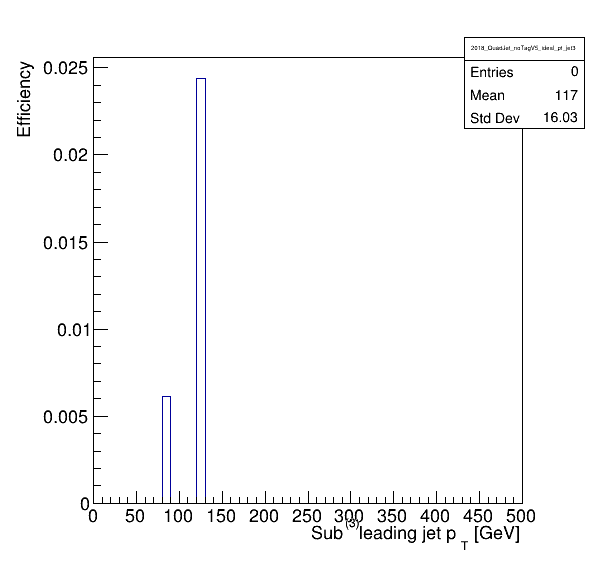 2018_QuadJet_noTagV5_ideal_pt_jet3
Entries 0
Mean 117
Std Dev 16.03
Efficiency
0.025
0.02
0.015
0.01
0.005
0
0 50 100 150 200 250 300 350 400 450 500
Sub(3)leading jet p T [GeV]